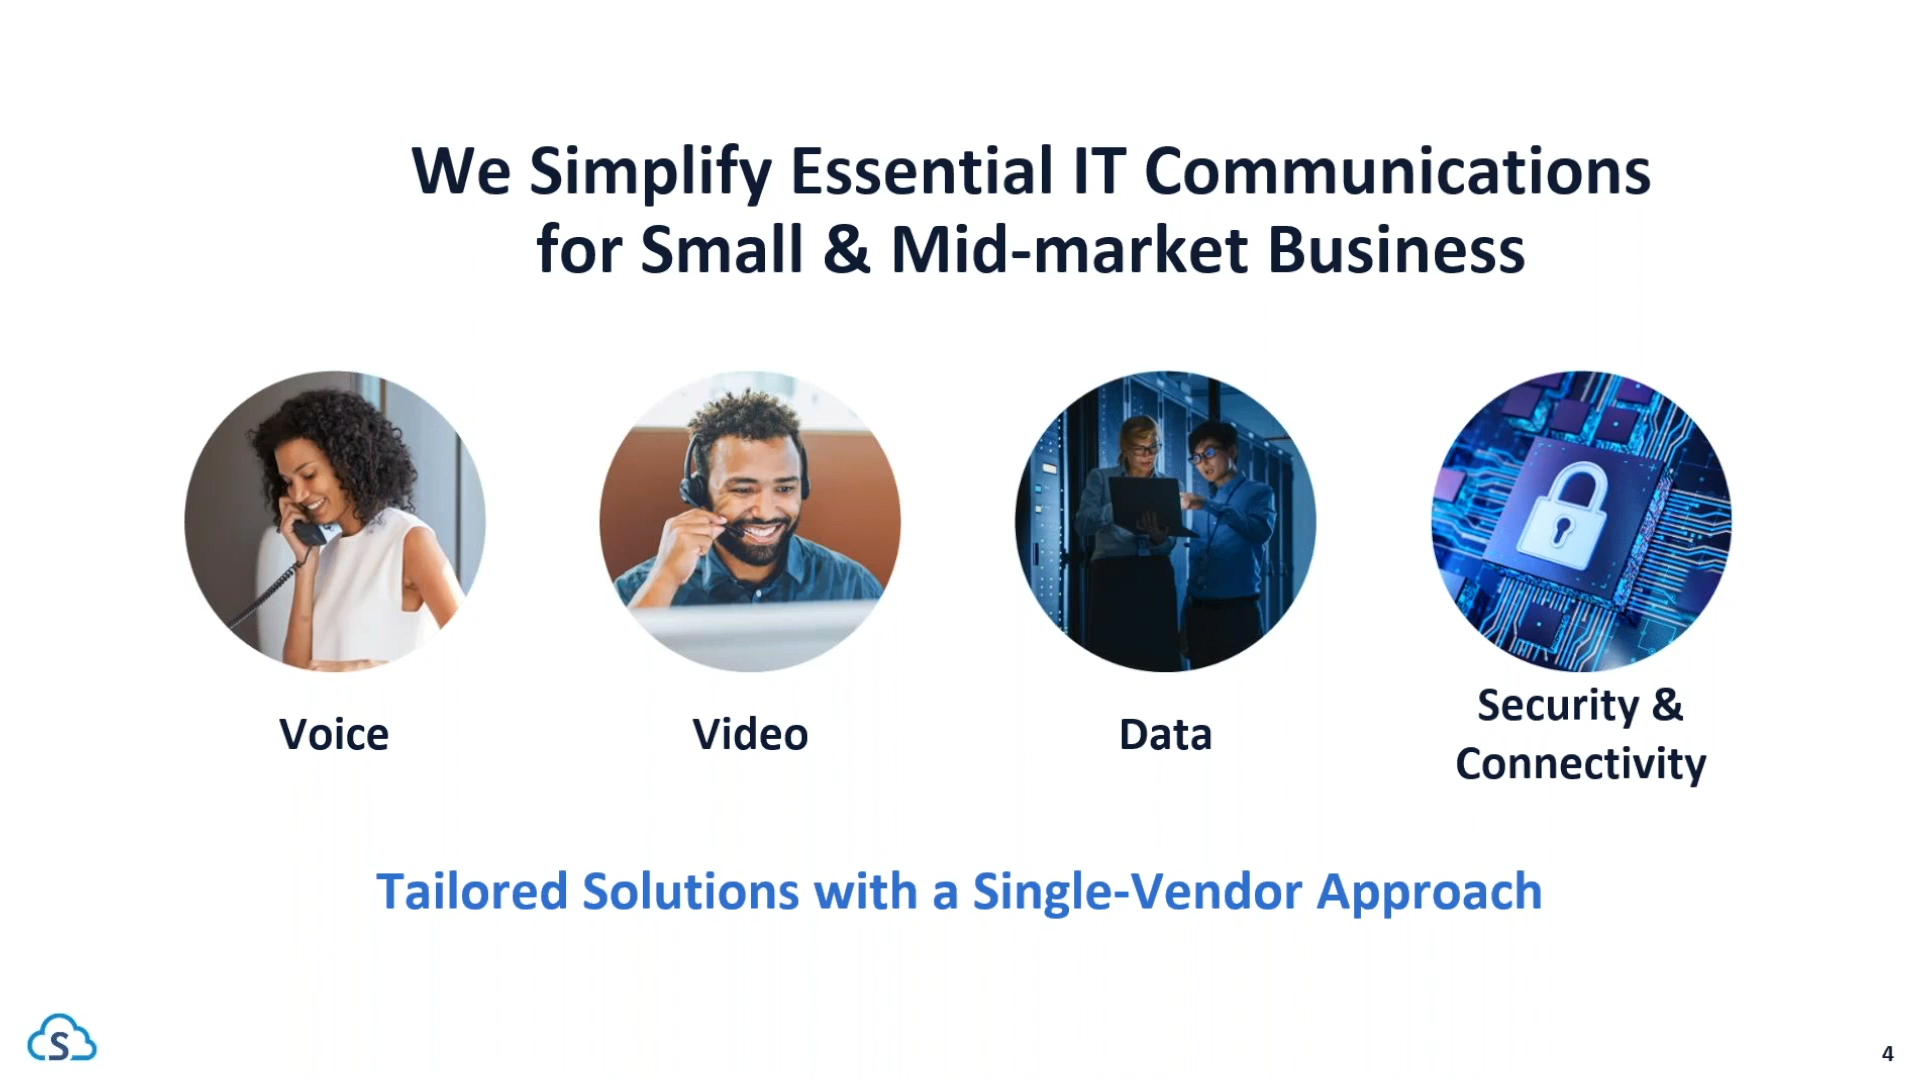 We Simplify Essential IT Communications
for Small & Mid-market Business
Voice
Video
Data
Security &
Connectivity
Tailored Solutions with a Single-Vendor Approach
S
4